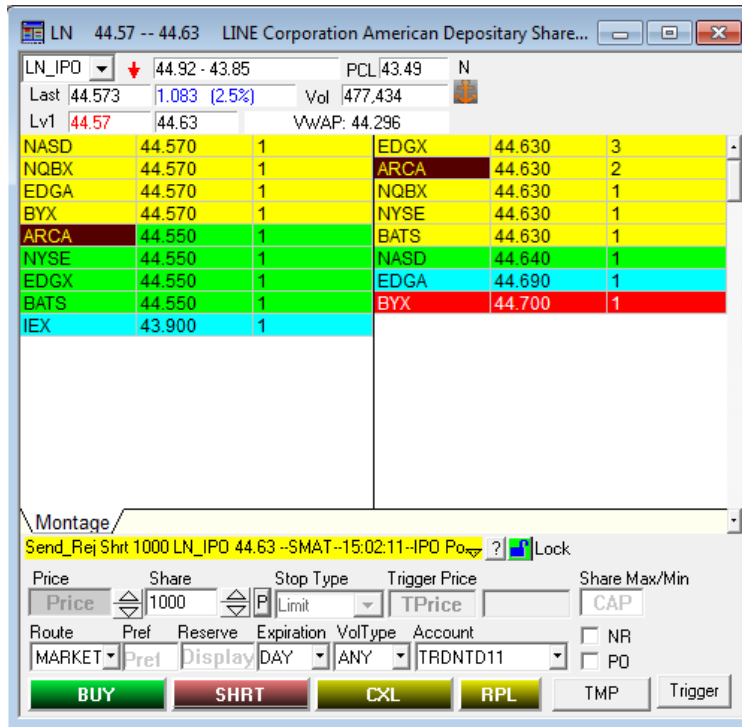 LN 44.57 -- 44.63 LINE Corporation American Depositary Share...
LN_IPO 44.92 - 43.85 PCL 43.49 N
Last 44.573 1.083 (2.5%) Vol 477,434
Lv1 44.57 44.63 VWAP: 44.296
NASD 44.570 1 EDGX 44.630 3
NQBX 44.570 1 ARCA 44.630 2
EDGA 44.570 1 NQBX 44.630 1
BYX 44.570 1 NYSE 44.630 1
ARCA 44.550 1 BATS 44.630 1
NYSE 44.550 1 NASD 44.640 1
EDGX 44.550 1 EDGA 44.690 1
BATS 44.550 1 BYX 44.700 1
IEX 43.900 1
Montage
Send_Rej Shrt 1000 LN_IPO 44.63 --SMAT--15:02:11--IPO Po ? Lock
Price Share Stop Type Trigger Price Share Max/Min
Price 1000 P Limit TPrice CAP
Route Pref Reserve Expiration VolType Account NR
MARKET Pref Display DAY ANY TRDNTD11 PO
BUY SHRT CXL RPL TMP Trigger